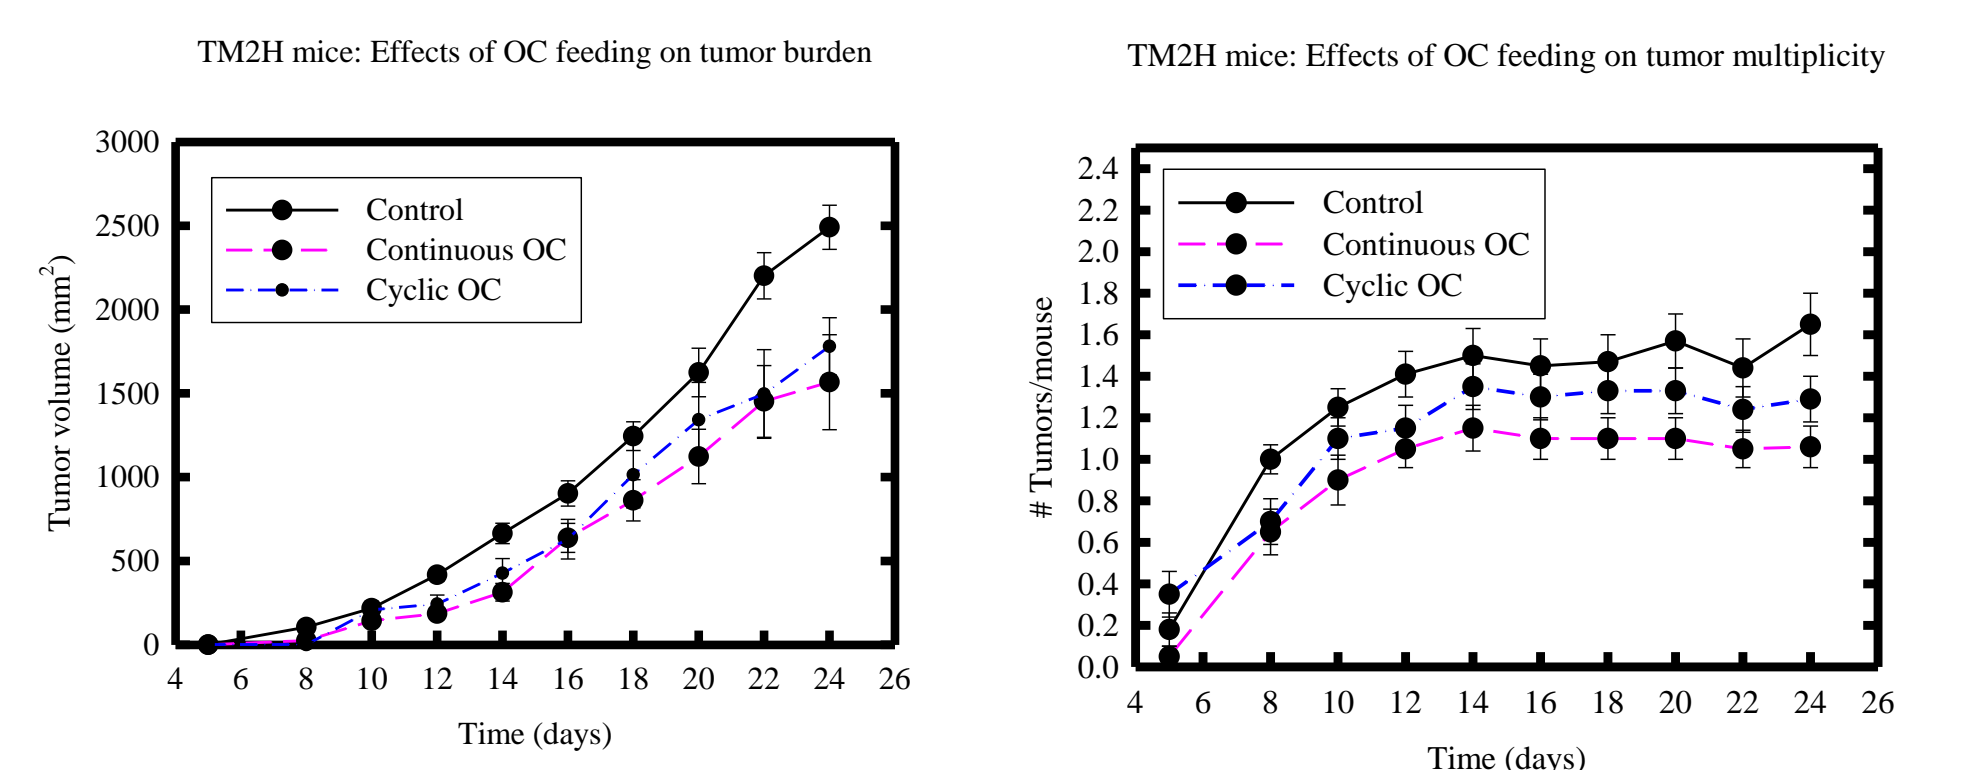 TM2H mice: Effects of OC feeding on tumor burden
3000
2500
2000
1500
1000
500
0
Tumor volume (mm²)
Control
Continuous OC
Cyclic OC
4 6 8 10 12 14 16 18 20 22 24 26
Time (days)
TM2H mice: Effects of OC feeding on tumor multiplicity
2.4
2.2
2.0
1.8
1.6
1.4
1.2
1.0
0.8
0.6
0.4
0.2
0.0
# Tumors/mouse
Control
Continuous OC
Cyclic OC
4 6 8 10 12 14 16 18 20 22 24 26
Time (days)